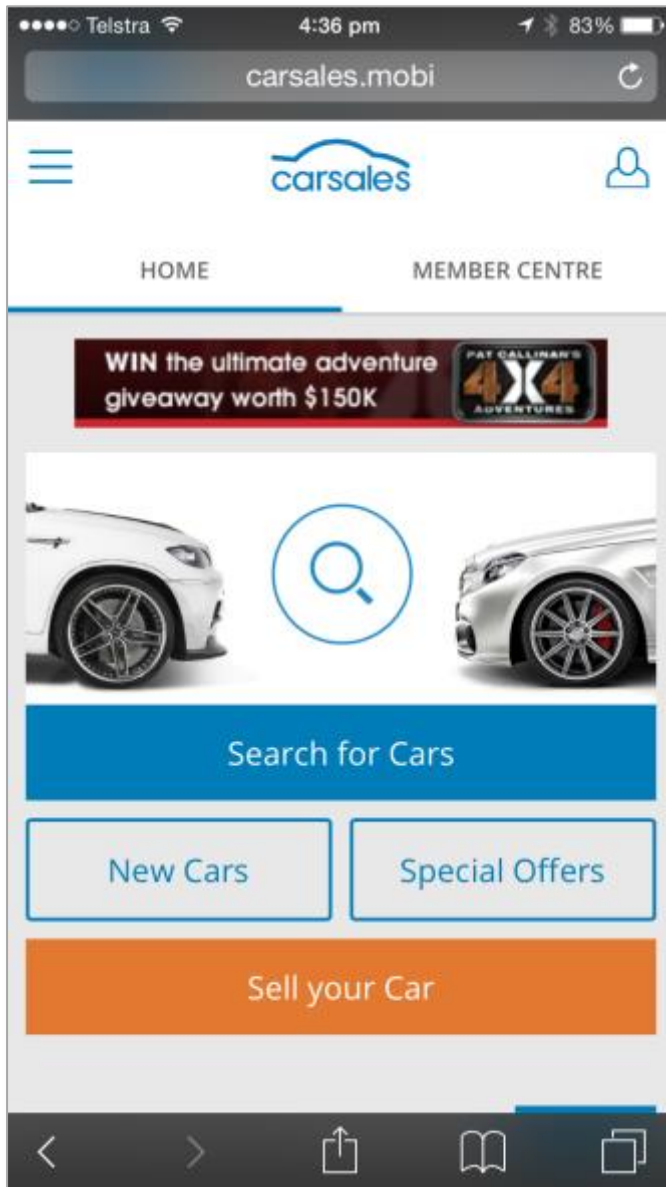 Telstra 4:36 pm 83%
carsales.mobi
carsales
HOME MEMBER CENTRE
WIN the ultimate adventure
giveaway worth $150K
PAT CALLINAN'S
4X4
ADVENTURES
Search for Cars
New Cars Special Offers
Sell your Car